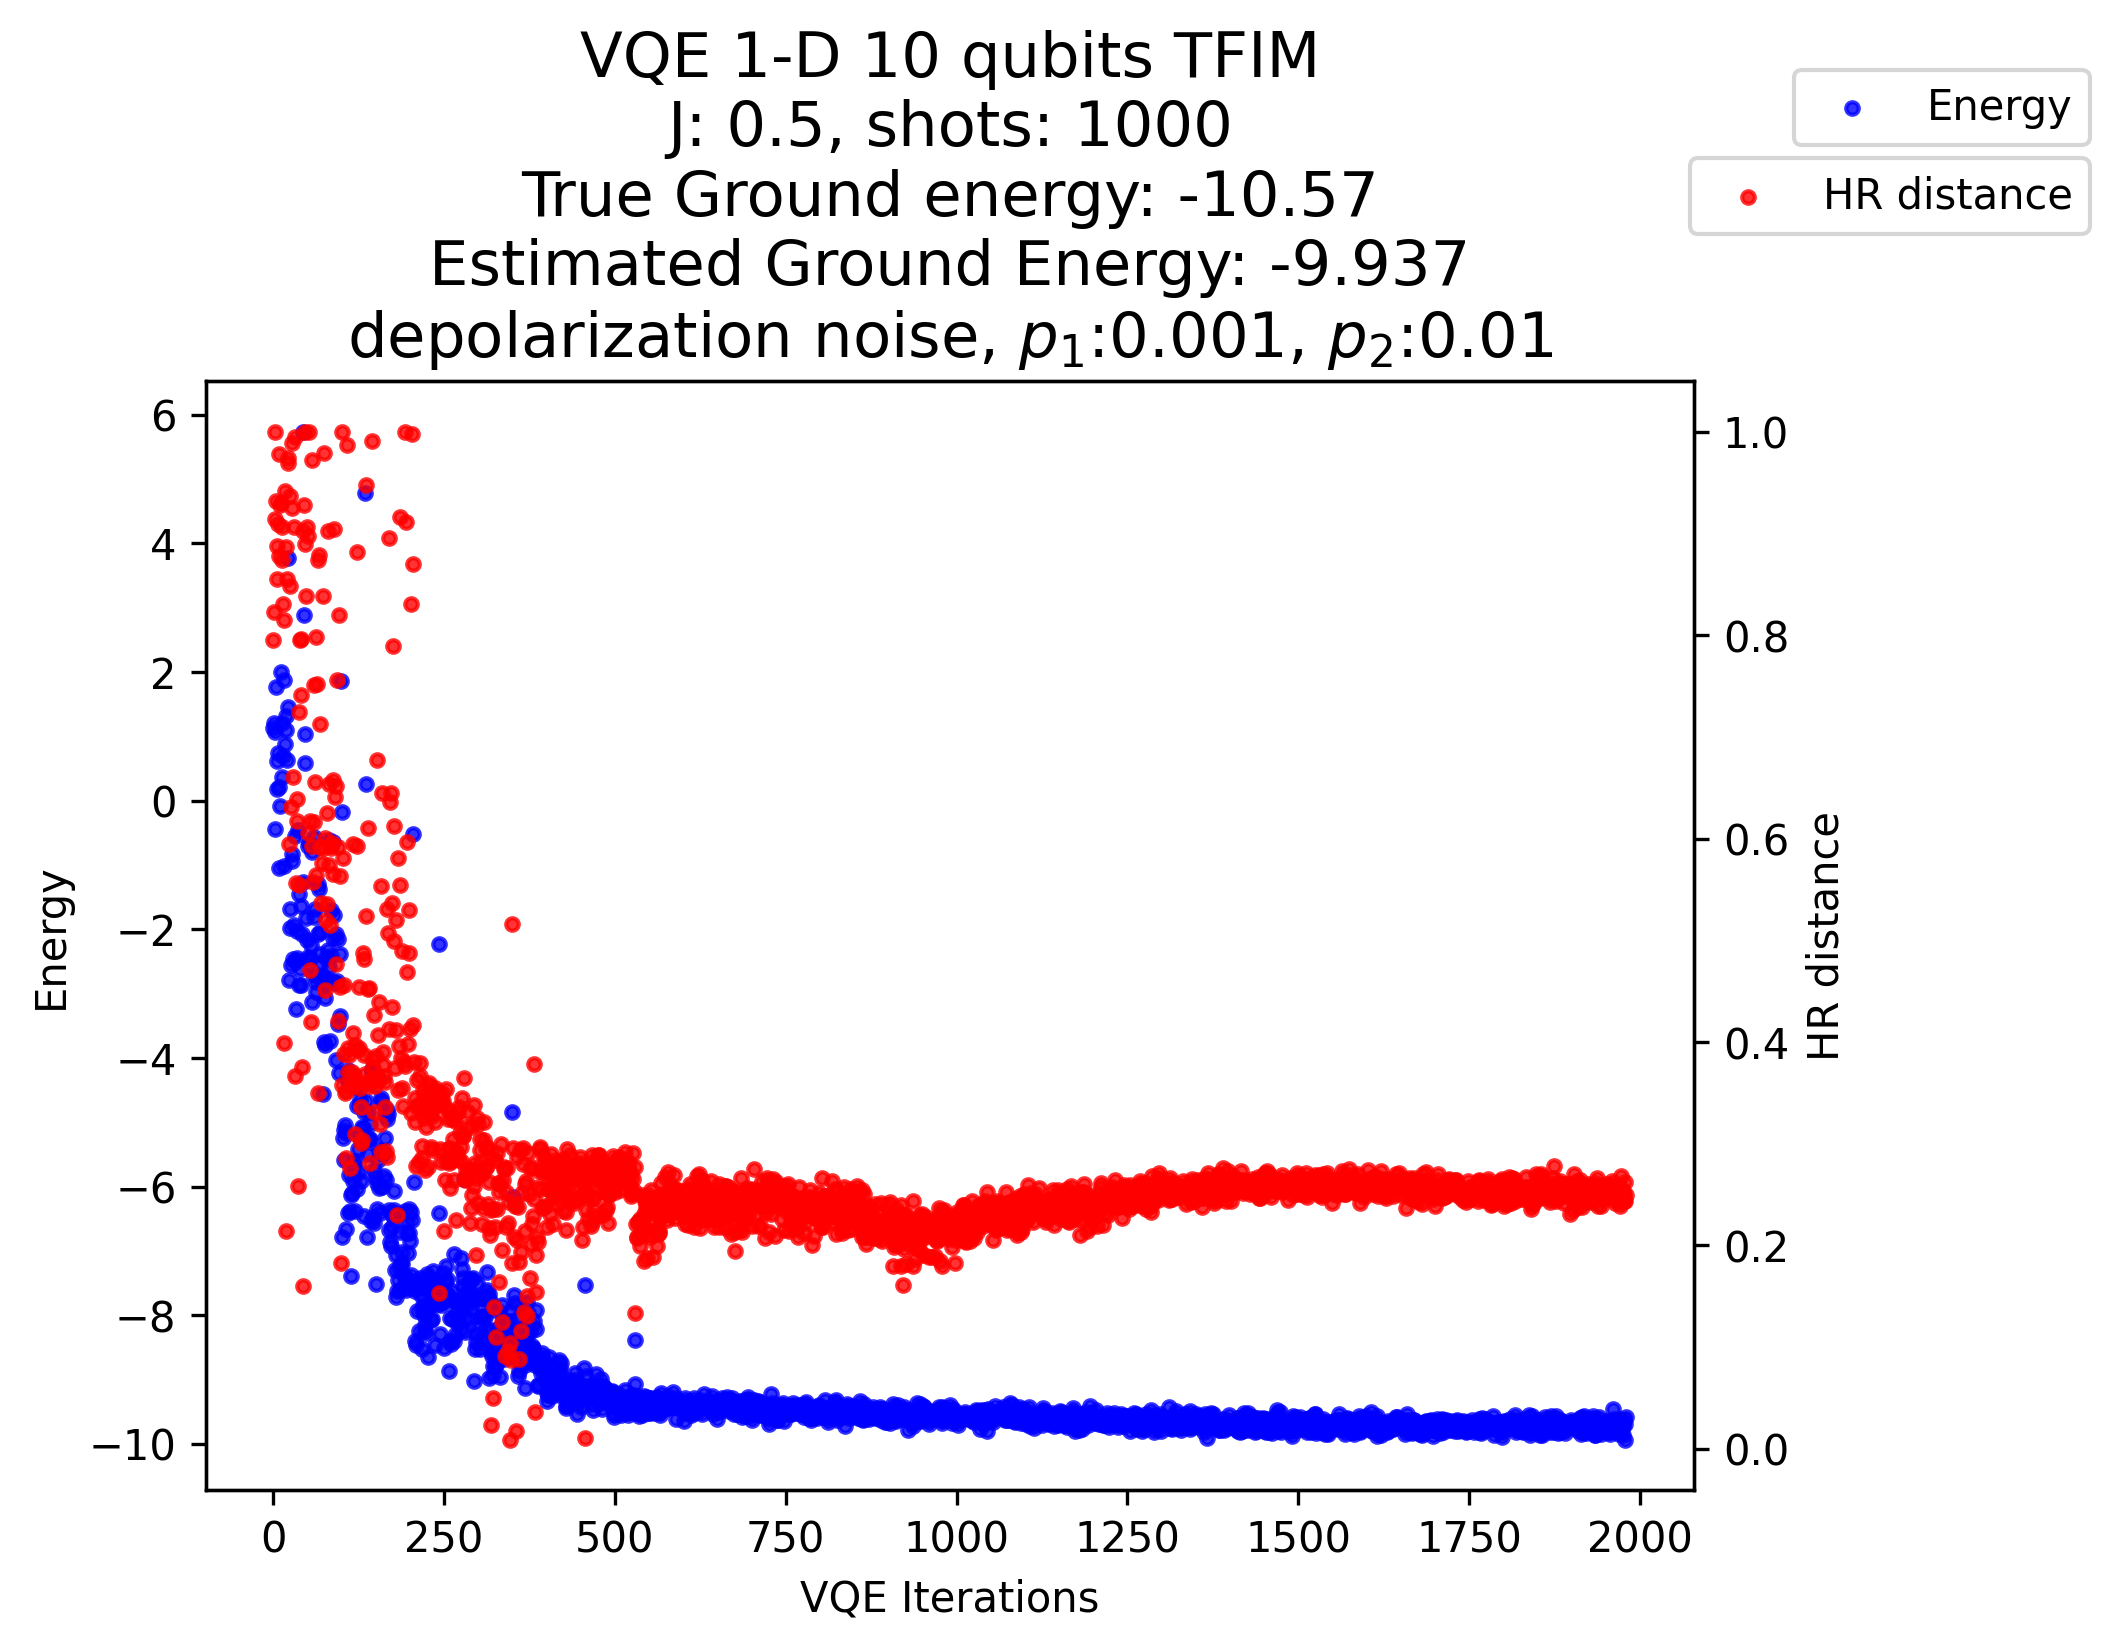 VQE 1-D 10 qubits TFIM
J: 0.5, shots: 1000
True Ground energy: -10.57
Estimated Ground Energy: -9.937
depolarization noise, p₁:0.001, p₂:0.01
Energy
HR distance
6
4
2
0
−2
−4
−6
−8
−10
Energy
1.0
0.8
0.6
0.4
0.2
0.0
HR distance
0 250 500 750 1000 1250 1500 1750 2000
VQE Iterations